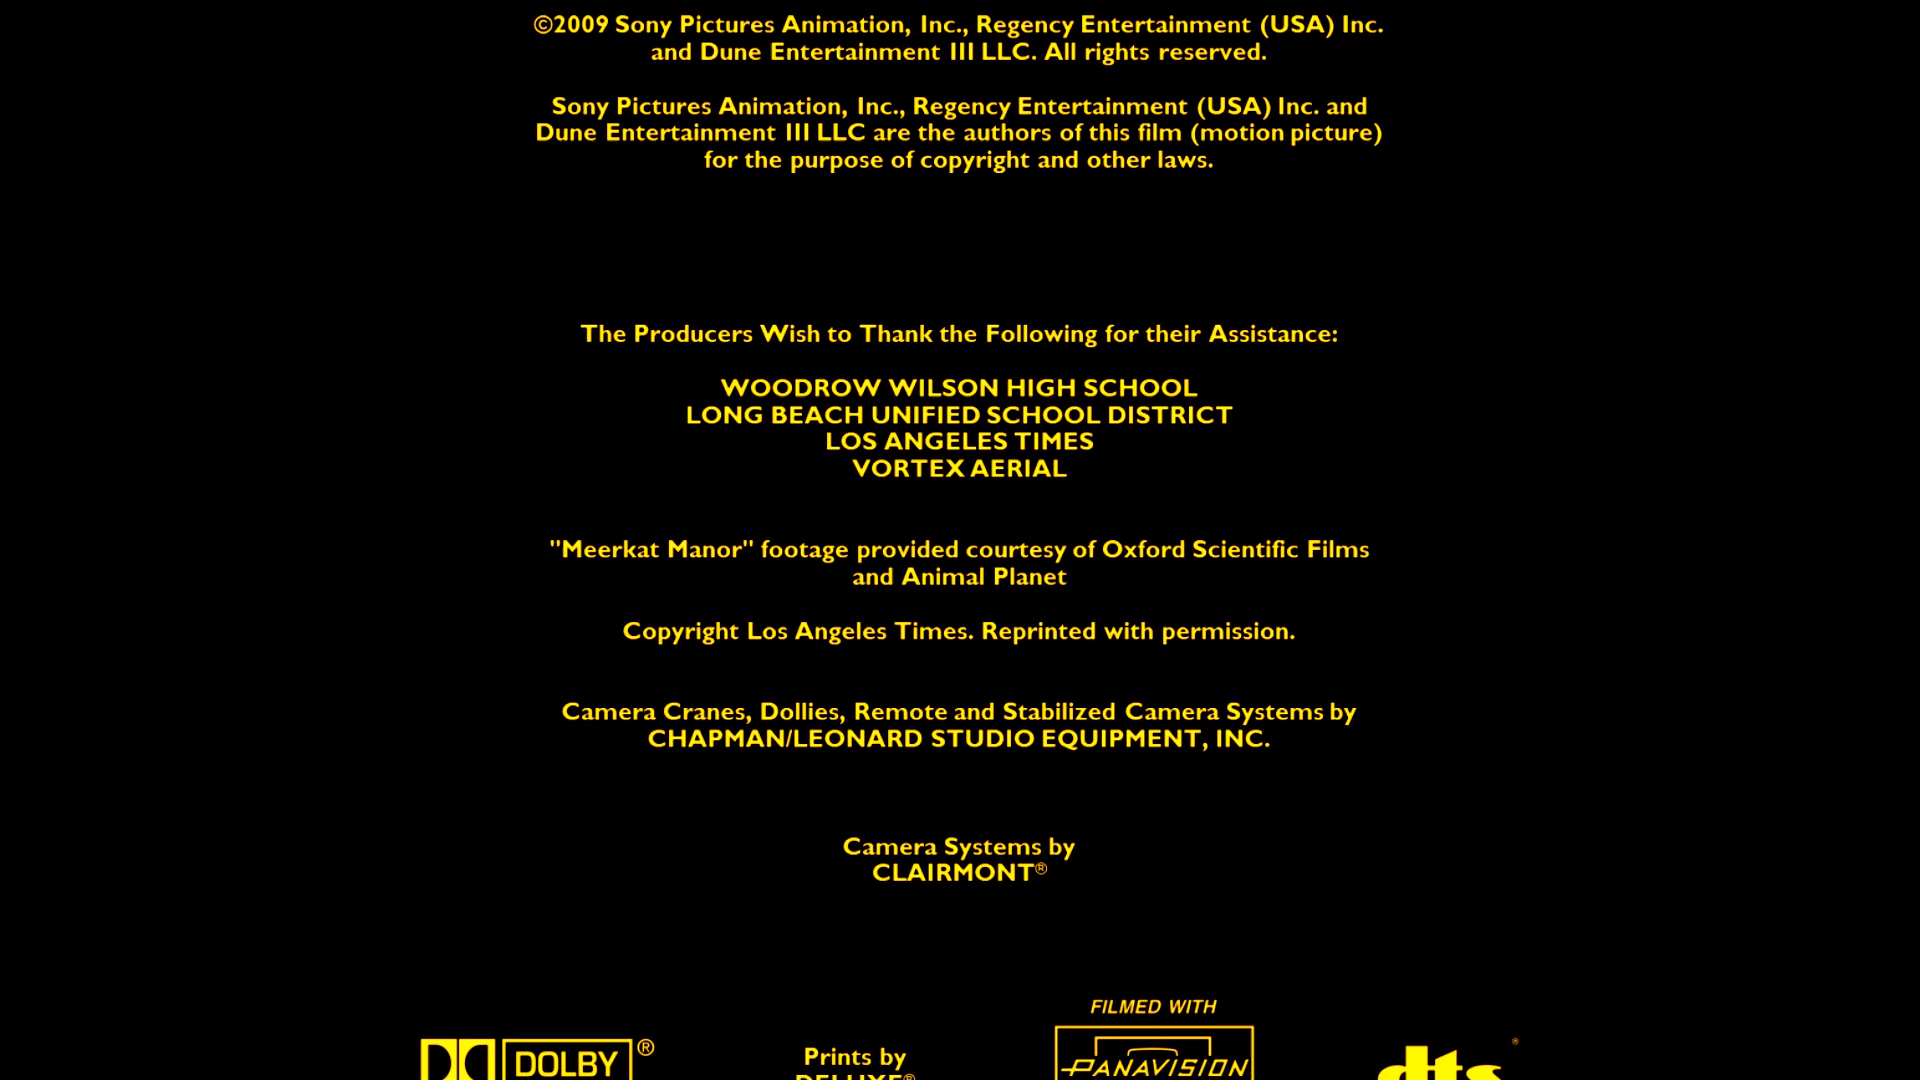 ©2009 Sony Pictures Animation, Inc., Regency Entertainment (USA) Inc.
and Dune Entertainment III LLC. All rights reserved.
Sony Pictures Animation, Inc., Regency Entertainment (USA) Inc. and
Dune Entertainment III LLC are the authors of this film (motion picture)
for the purpose of copyright and other laws.
The Producers Wish to Thank the Following for their Assistance:
WOODROW WILSON HIGH SCHOOL
LONG BEACH UNIFIED SCHOOL DISTRICT
LOS ANGELES TIMES
VORTEX AERIAL
"Meerkat Manor" footage provided courtesy of Oxford Scientific Films
and Animal Planet
Copyright Los Angeles Times. Reprinted with permission.
Camera Cranes, Dollies, Remote and Stabilized Camera Systems by
CHAPMAN/LEONARD STUDIO EQUIPMENT, INC.
Camera Systems by
CLAIRMONT®
FILMED WITH
PANAVISION
DOLBY ®
Prints by
DELUXE®
dts ®